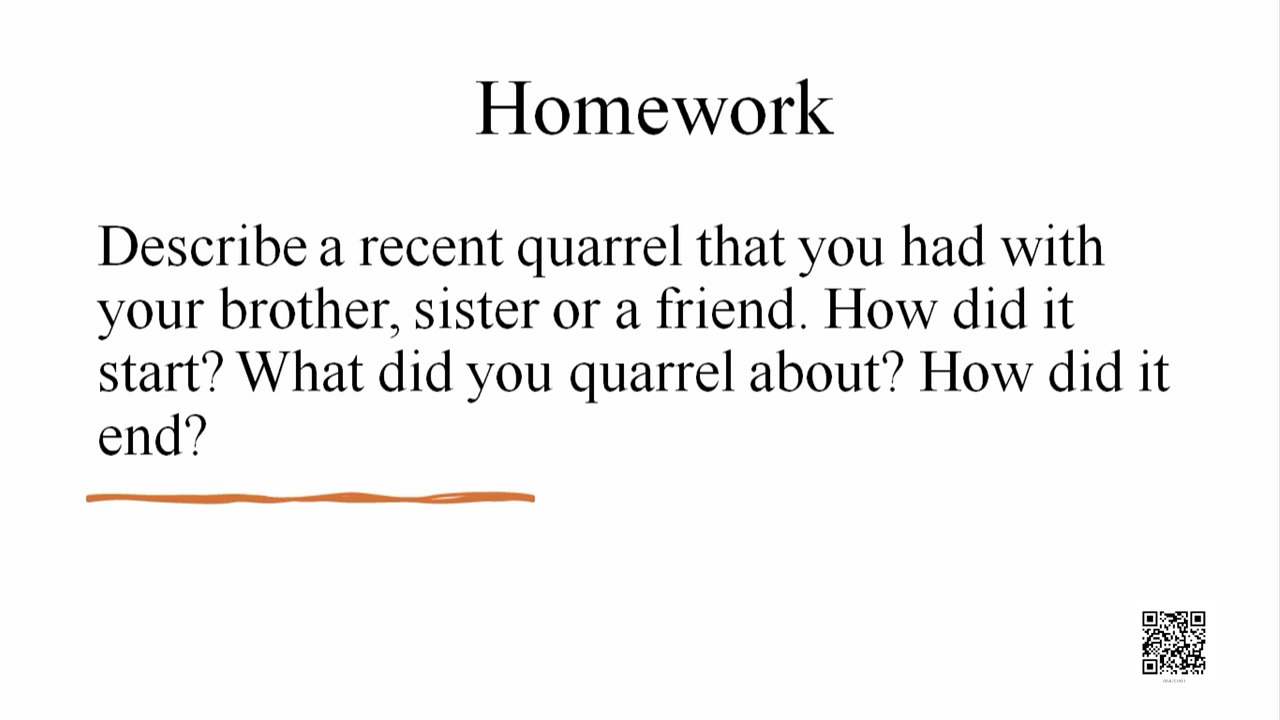 Homework
Describe a recent quarrel that you had with
your brother, sister or a friend. How did it
start? What did you quarrel about? How did it
end?